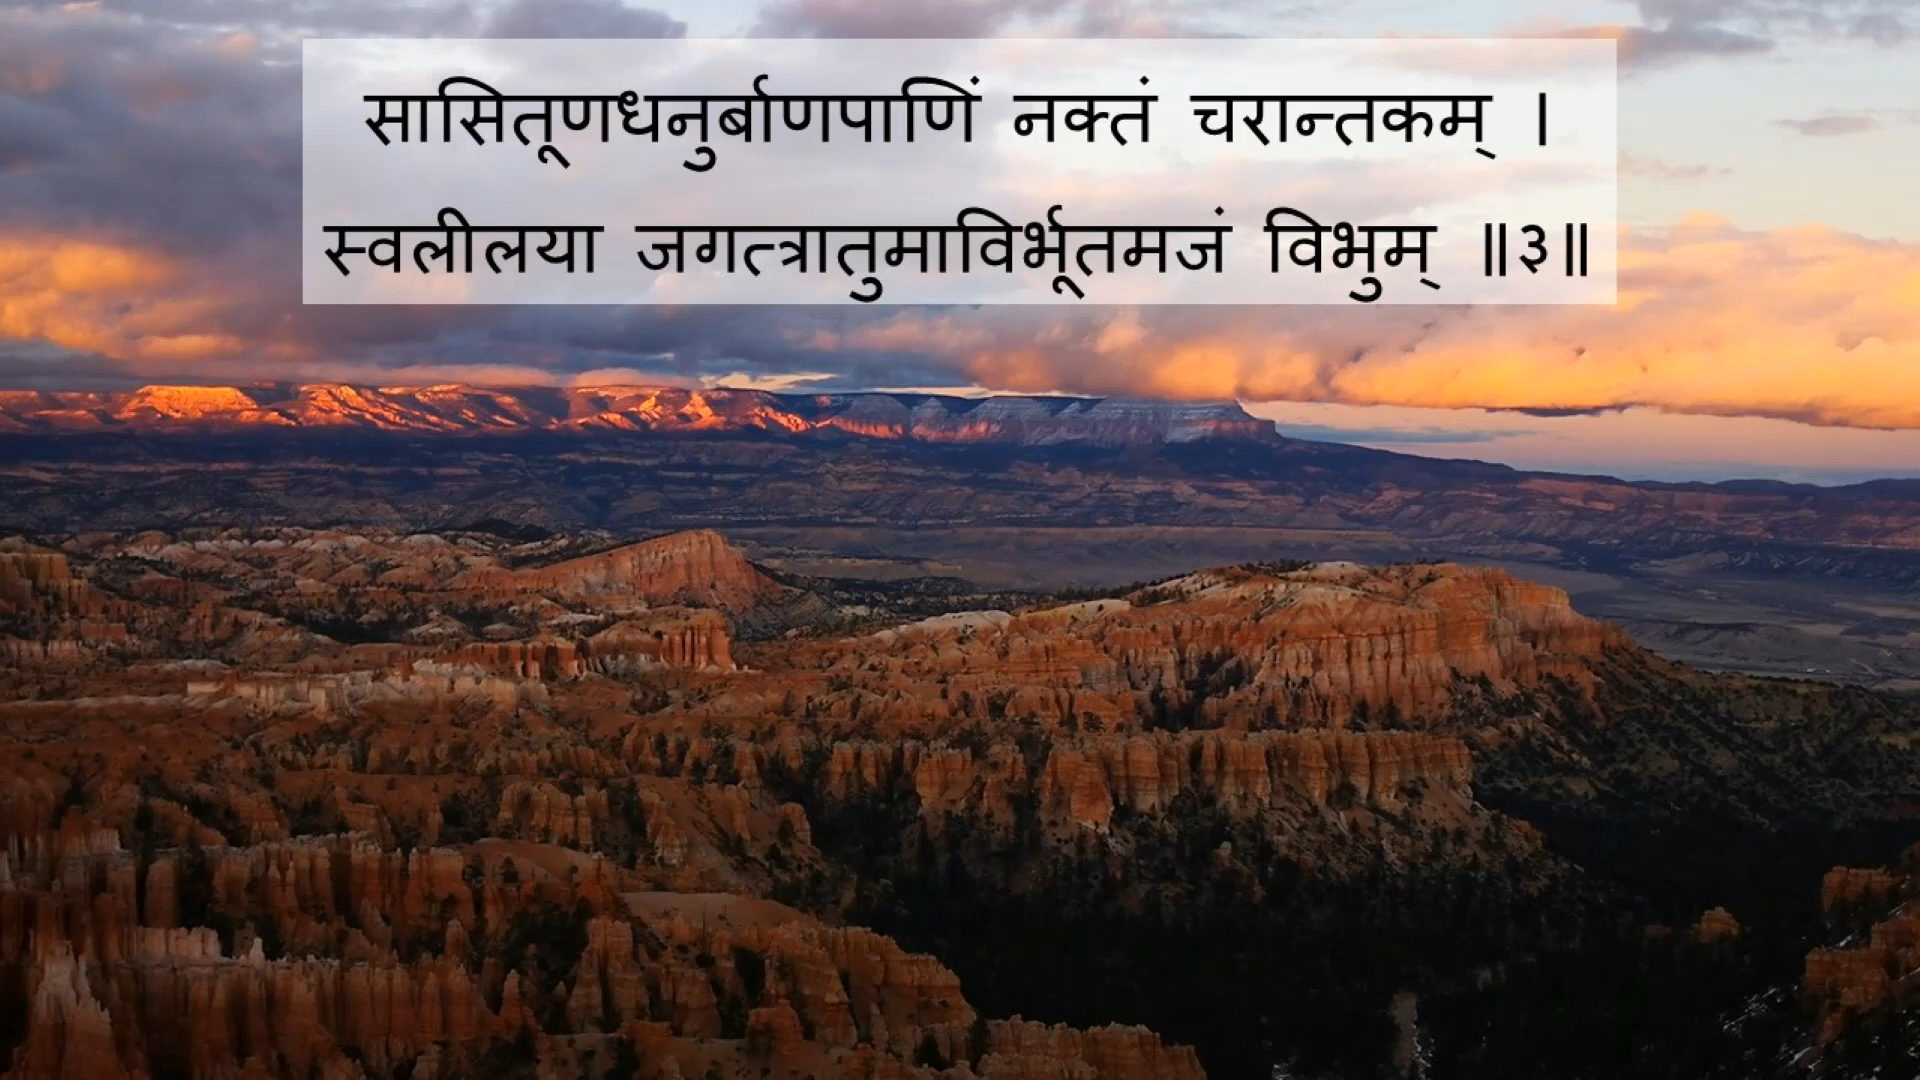 सासितूणधनुर्बाणपाणिं नक्तं चरान्तकम् ।
स्वलीलया जगत्त्रातुमाविर्भूतमजं विभुम् ॥३॥